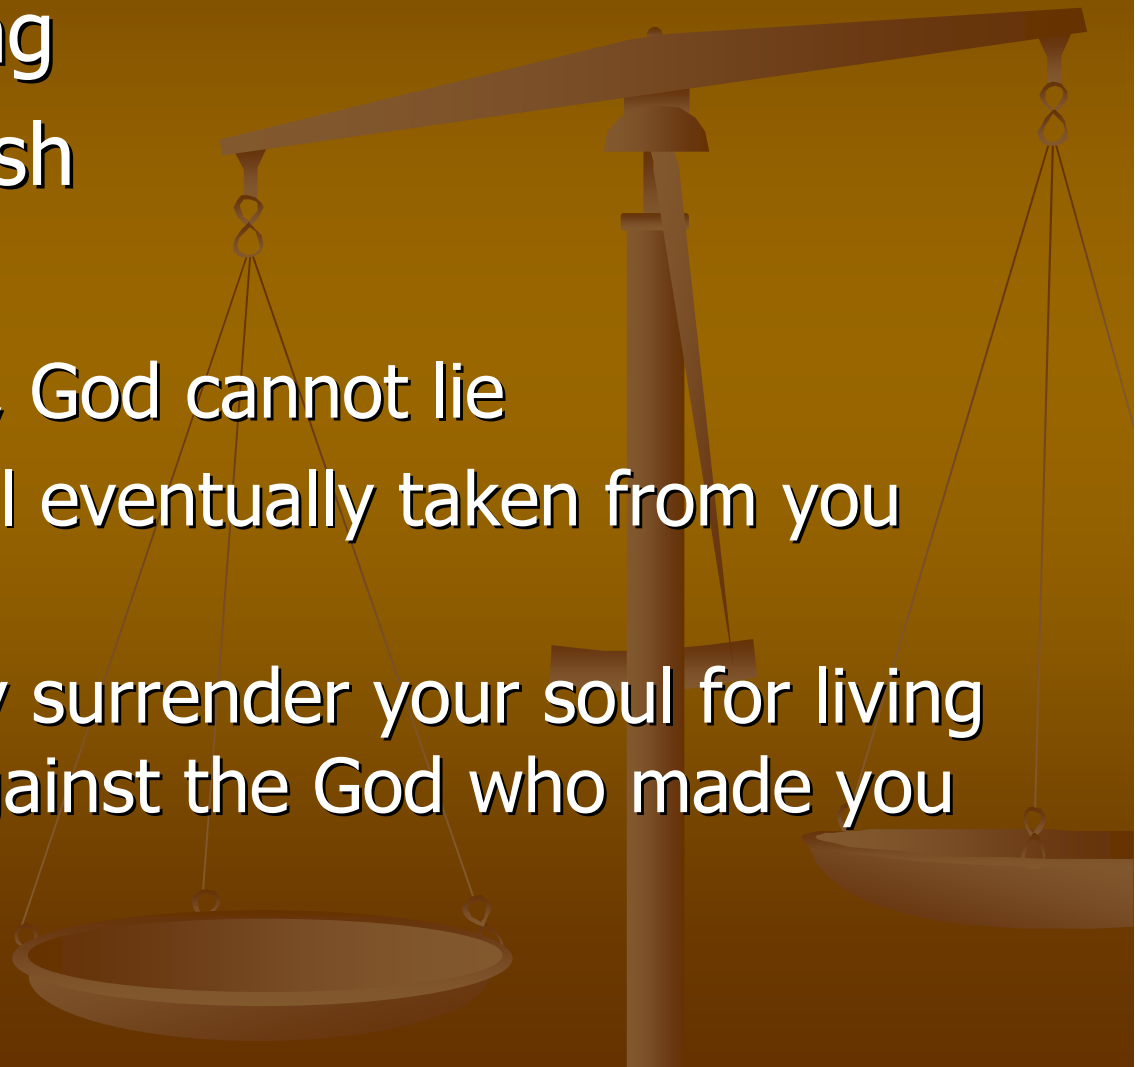 ng
sh
, God cannot lie
l eventually taken from you
y surrender your soul for living
gainst the God who made you